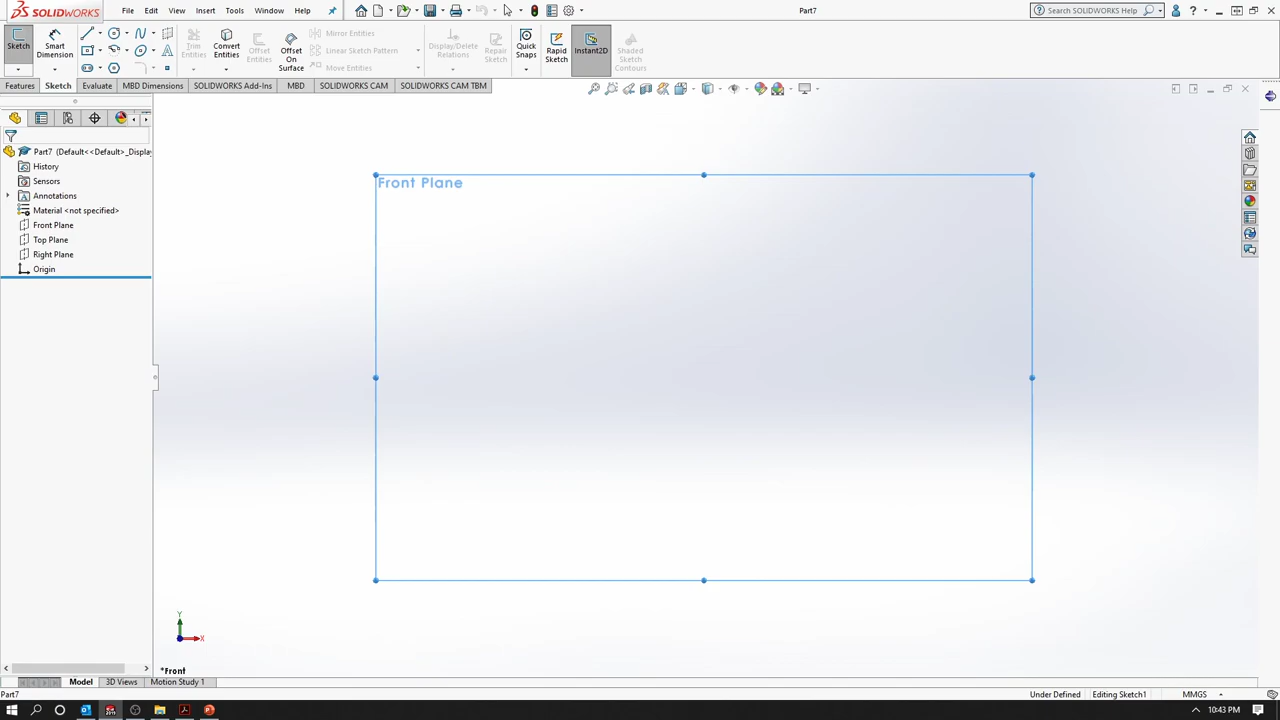 SOLIDWORKS
File Edit View Insert Tools Window Help
Part7
Search SOLIDWORKS Help
Sketch
Smart Dimension
Trim Entities
Convert Entities
Offset Entities
Offset On Surface
Mirror Entities
Linear Sketch Pattern
Move Entities
Display/Delete Relations
Repair Sketch
Quick Snaps
Rapid Sketch
Instant2D
Shaded Sketch Contours
Features Sketch Evaluate MBD Dimensions SOLIDWORKS Add-Ins MBD SOLIDWORKS CAM SOLIDWORKS CAM TBM
Part7 (Default<<Default>_Display
History
Sensors
Annotations
Material <not specified>
Front Plane
Top Plane
Right Plane
Origin
Front Plane
Y
X
*Front
Model 3D Views Motion Study 1
Part7
Under Defined Editing Sketch1 MMGS
10:43 PM